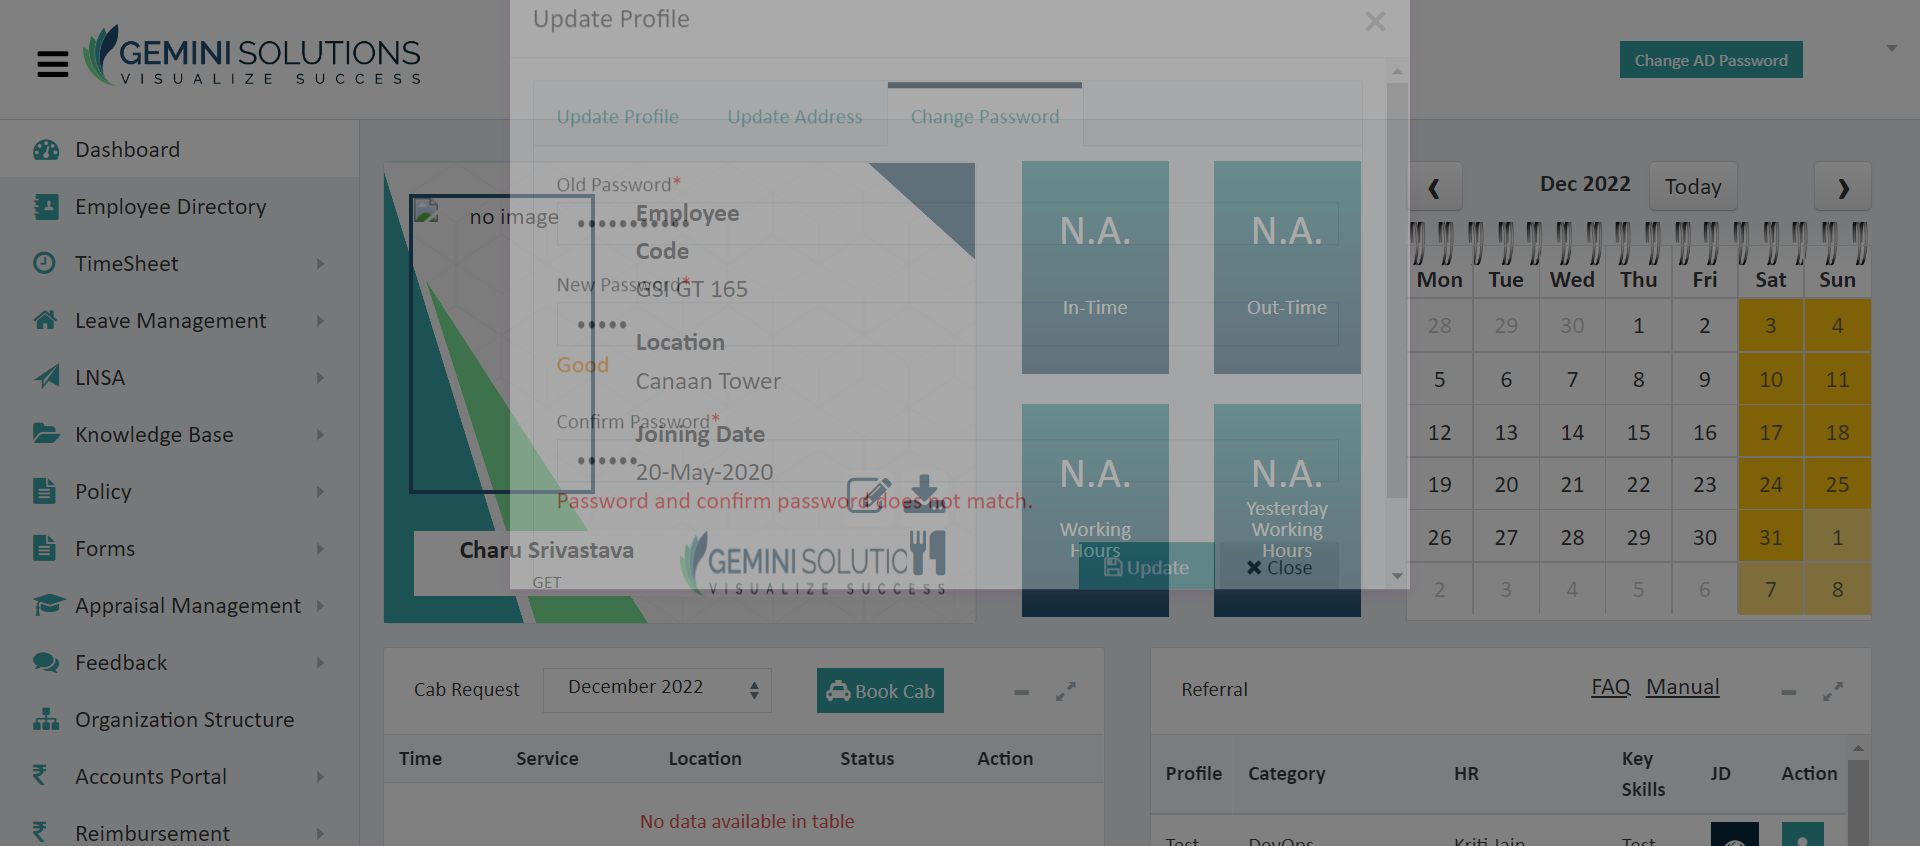 Update Profile
GEMINI SOLUTIONS
VISUALIZE SUCCESS
Change AD Password
Update Profile
Update Address
Change Password
Dashboard
Employee Directory
TimeSheet
Leave Management
LNSA
Knowledge Base
Policy
Forms
Appraisal Management
Feedback
Organization Structure
Accounts Portal
Reimbursement
no image
Old Password*
Employee
Code
New Password*
GSI GT 165
Location
Good
Canaan Tower
Confirm Password*
Joining Date
20-May-2020
Password and confirm password does not match.
Charu Srivastava
GET
GEMINI SOLUTIONS
VISUALIZE SUCCESS
N.A.
In-Time
N.A.
Out-Time
N.A.
Working
Hours
N.A.
Yesterday
Working
Hours
Update
Close
Dec 2022
Today
Mon Tue Wed Thu Fri Sat Sun
28 29 30 1 2 3 4
5 6 7 8 9 10 11
12 13 14 15 16 17 18
19 20 21 22 23 24 25
26 27 28 29 30 31 1
2 3 4 5 6 7 8
Cab Request
December 2022
Book Cab
Time Service Location Status Action
No data available in table
Referral
FAQ Manual
Profile Category HR Key Skills JD Action
Test DevOps Kriti Jain Test